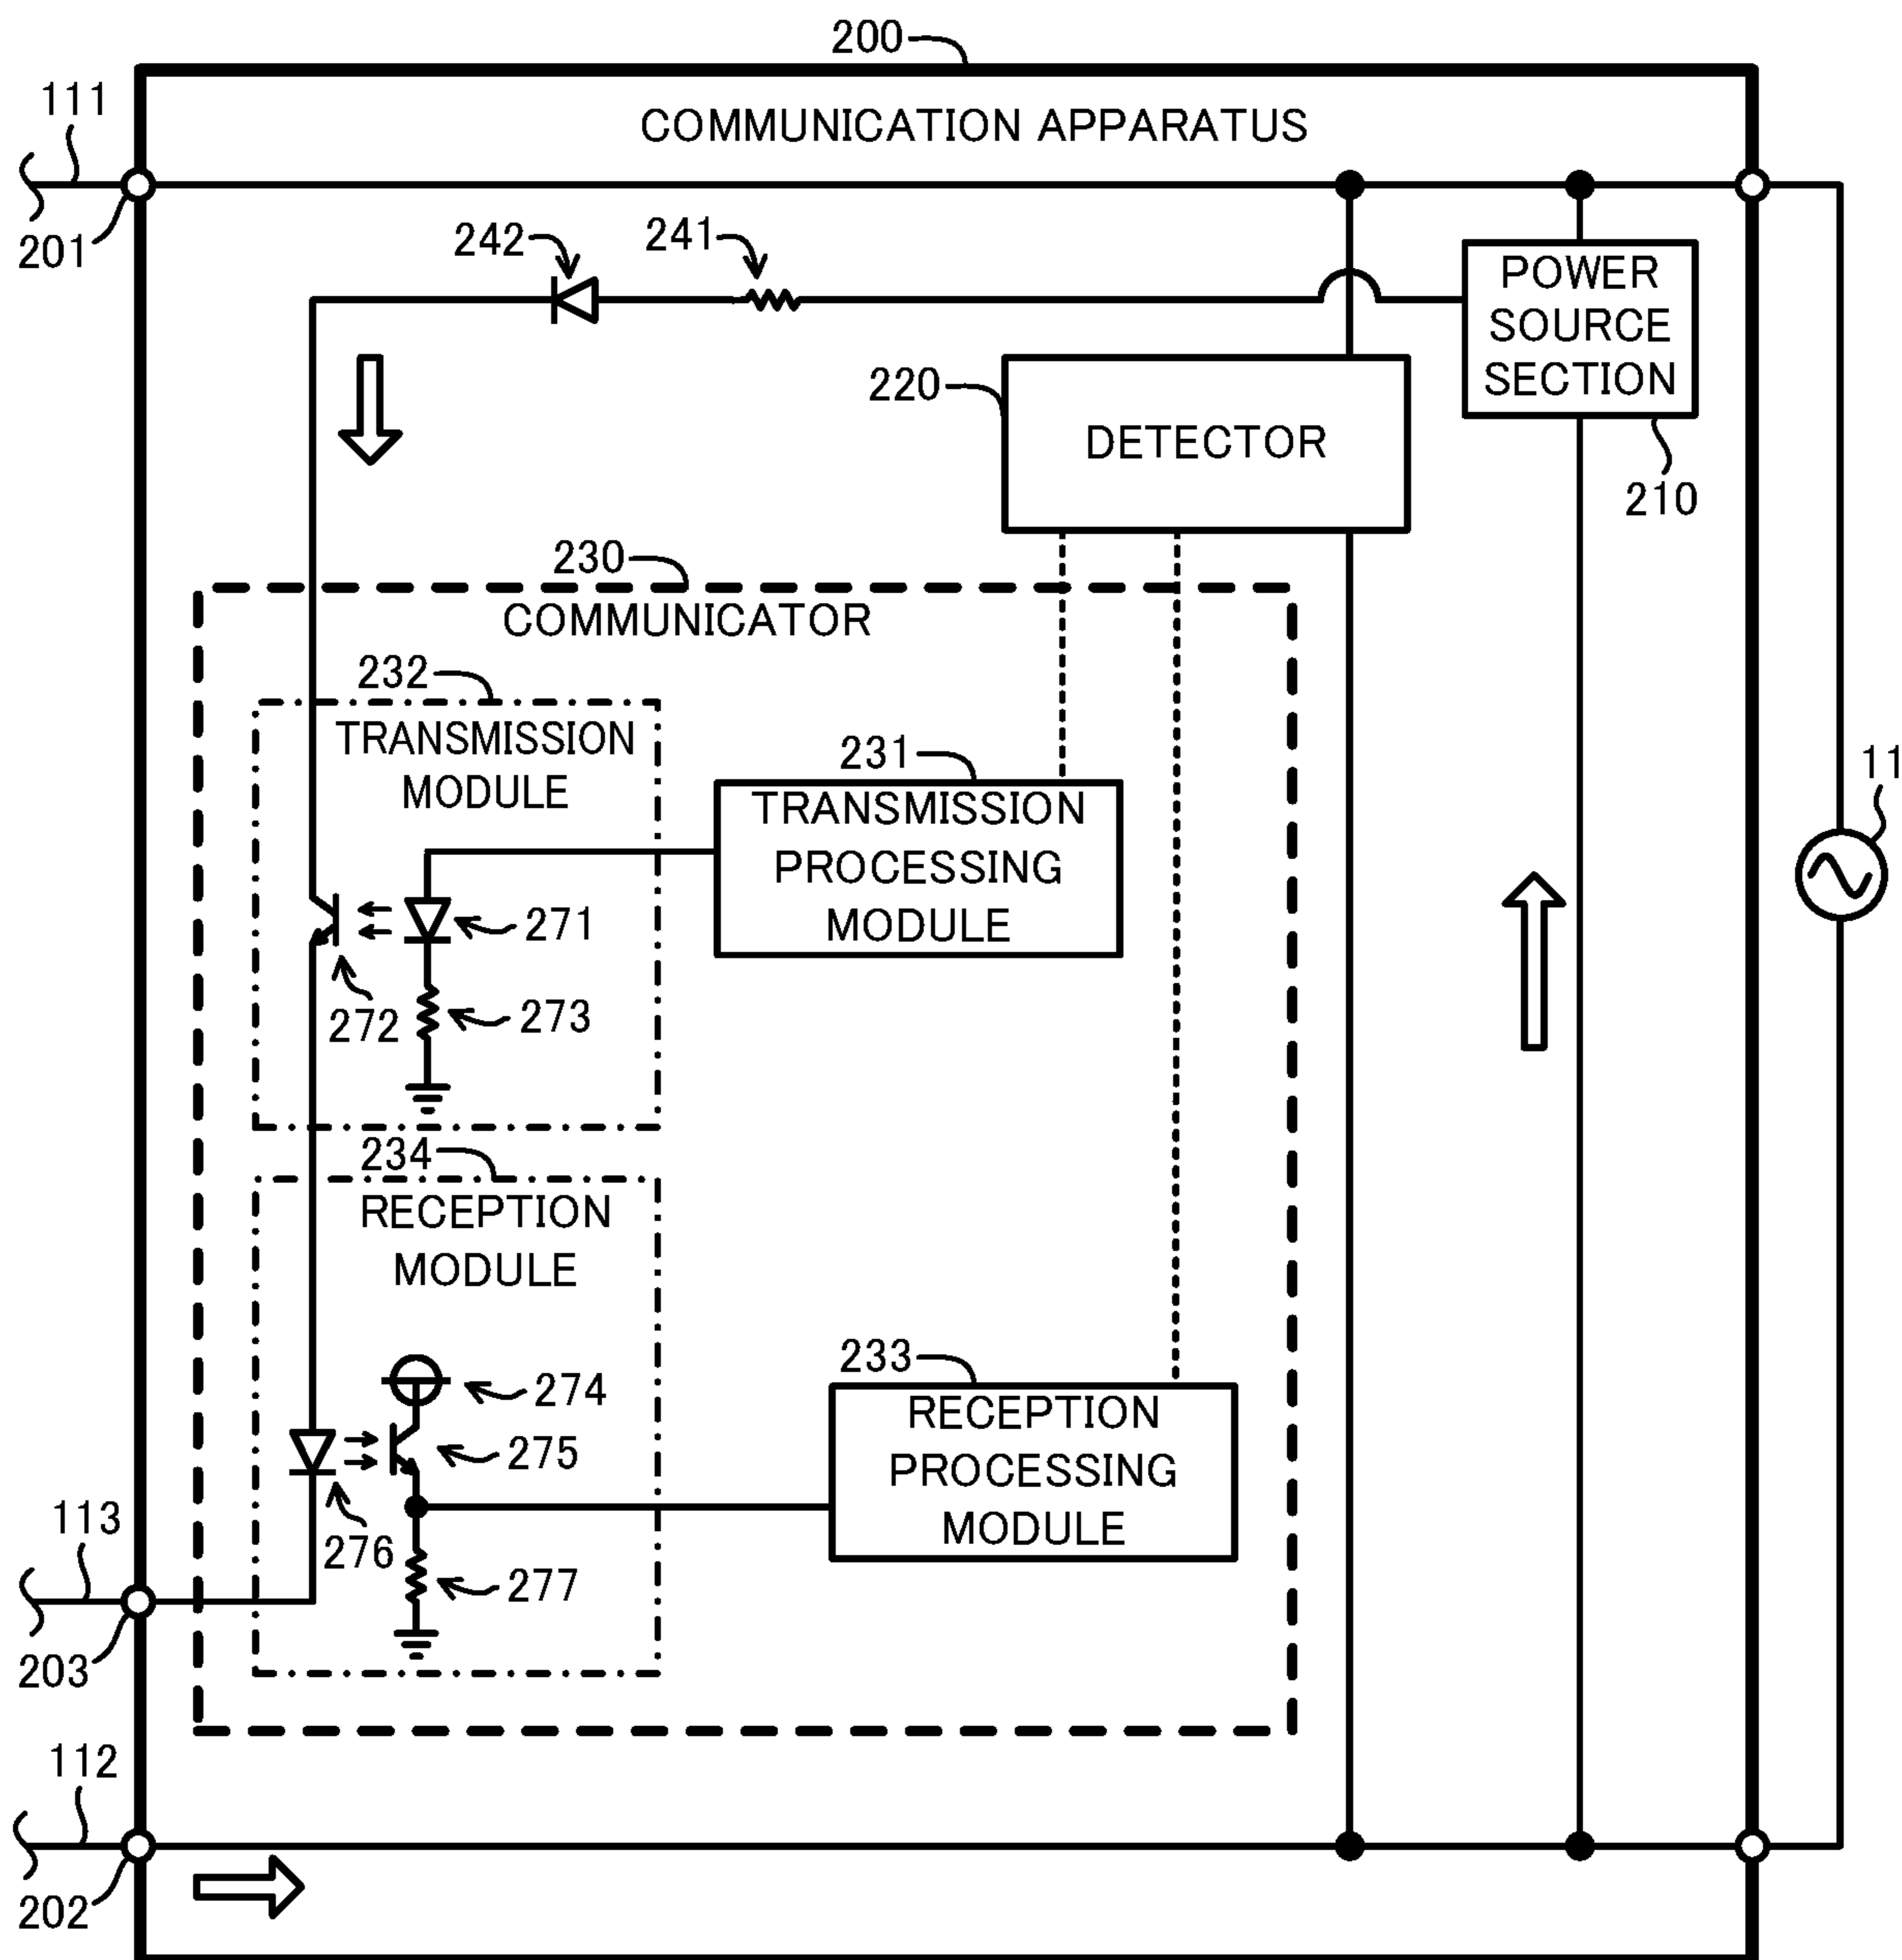 200
111
COMMUNICATION APPARATUS
201
242
241
POWER
SOURCE
SECTION
220
DETECTOR
210
230
COMMUNICATOR
232
TRANSMISSION
MODULE
231
TRANSMISSION
PROCESSING
MODULE
11
271
272
273
234
RECEPTION
MODULE
233
274
RECEPTION
PROCESSING
MODULE
275
113
276
277
203
112
202